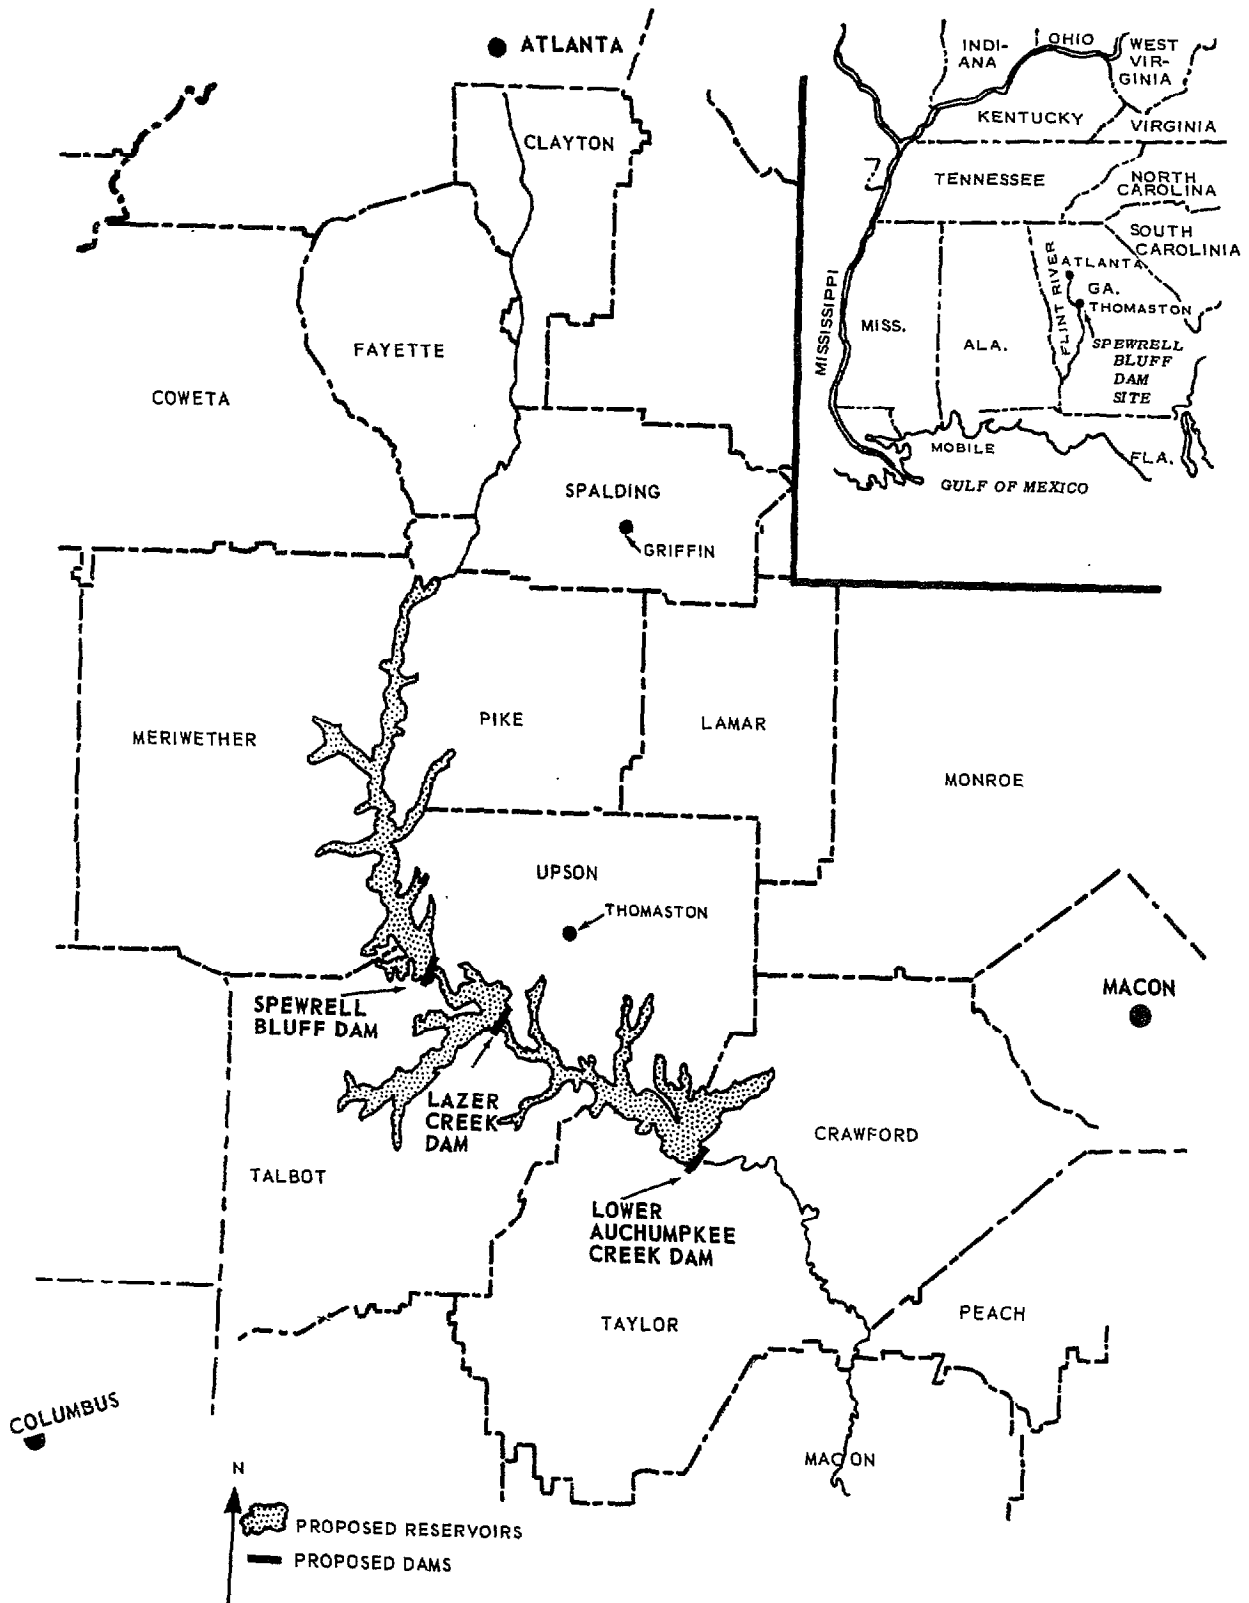 ATLANTA
CLAYTON
FAYETTE
COWETA
SPALDING
GRIFFIN
MERIWETHER
PIKE
LAMAR
MONROE
UPSON
THOMASTON
MACON
SPEWRELL
BLUFF DAM
LAZER
CREEK
DAM
CRAWFORD
TALBOT
LOWER
AUCHUMPKEE
CREEK DAM
TAYLOR
PEACH
COLUMBUS
MACON
N
PROPOSED RESERVOIRS
PROPOSED DAMS
INDI-
ANA
OHIO
WEST
VIR-
GINIA
KENTUCKY
VIRGINIA
TENNESSEE
NORTH
CAROLINA
SOUTH
CAROLINIA
MISSISSIPPI
FLINT RIVER
ATLANTA
GA.
THOMASTON
MISS.
ALA.
SPEWRELL
BLUFF
DAM
SITE
MOBILE
FLA.
GULF OF MEXICO